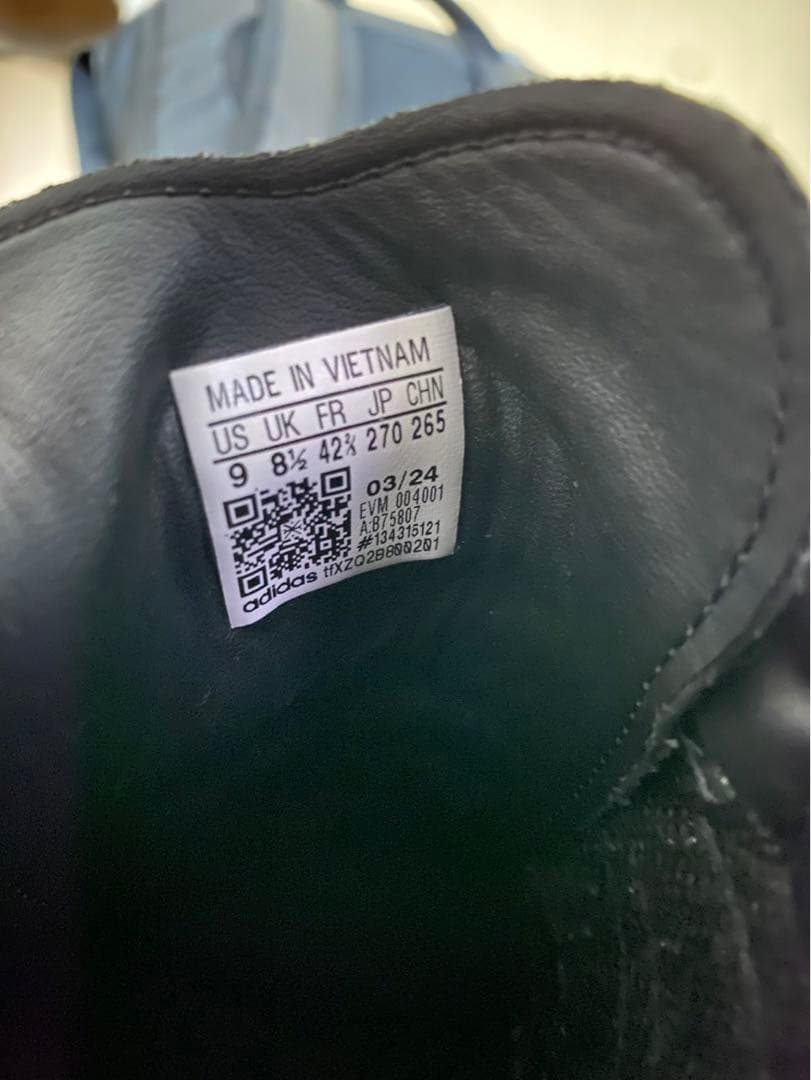 MADE IN VIETNAM
US UK FR JP CHN
9 8½ 42⅔ 270 265
03/24
EVM 004001
A:B75807
#134315121
adidas tfXZQ2B800201